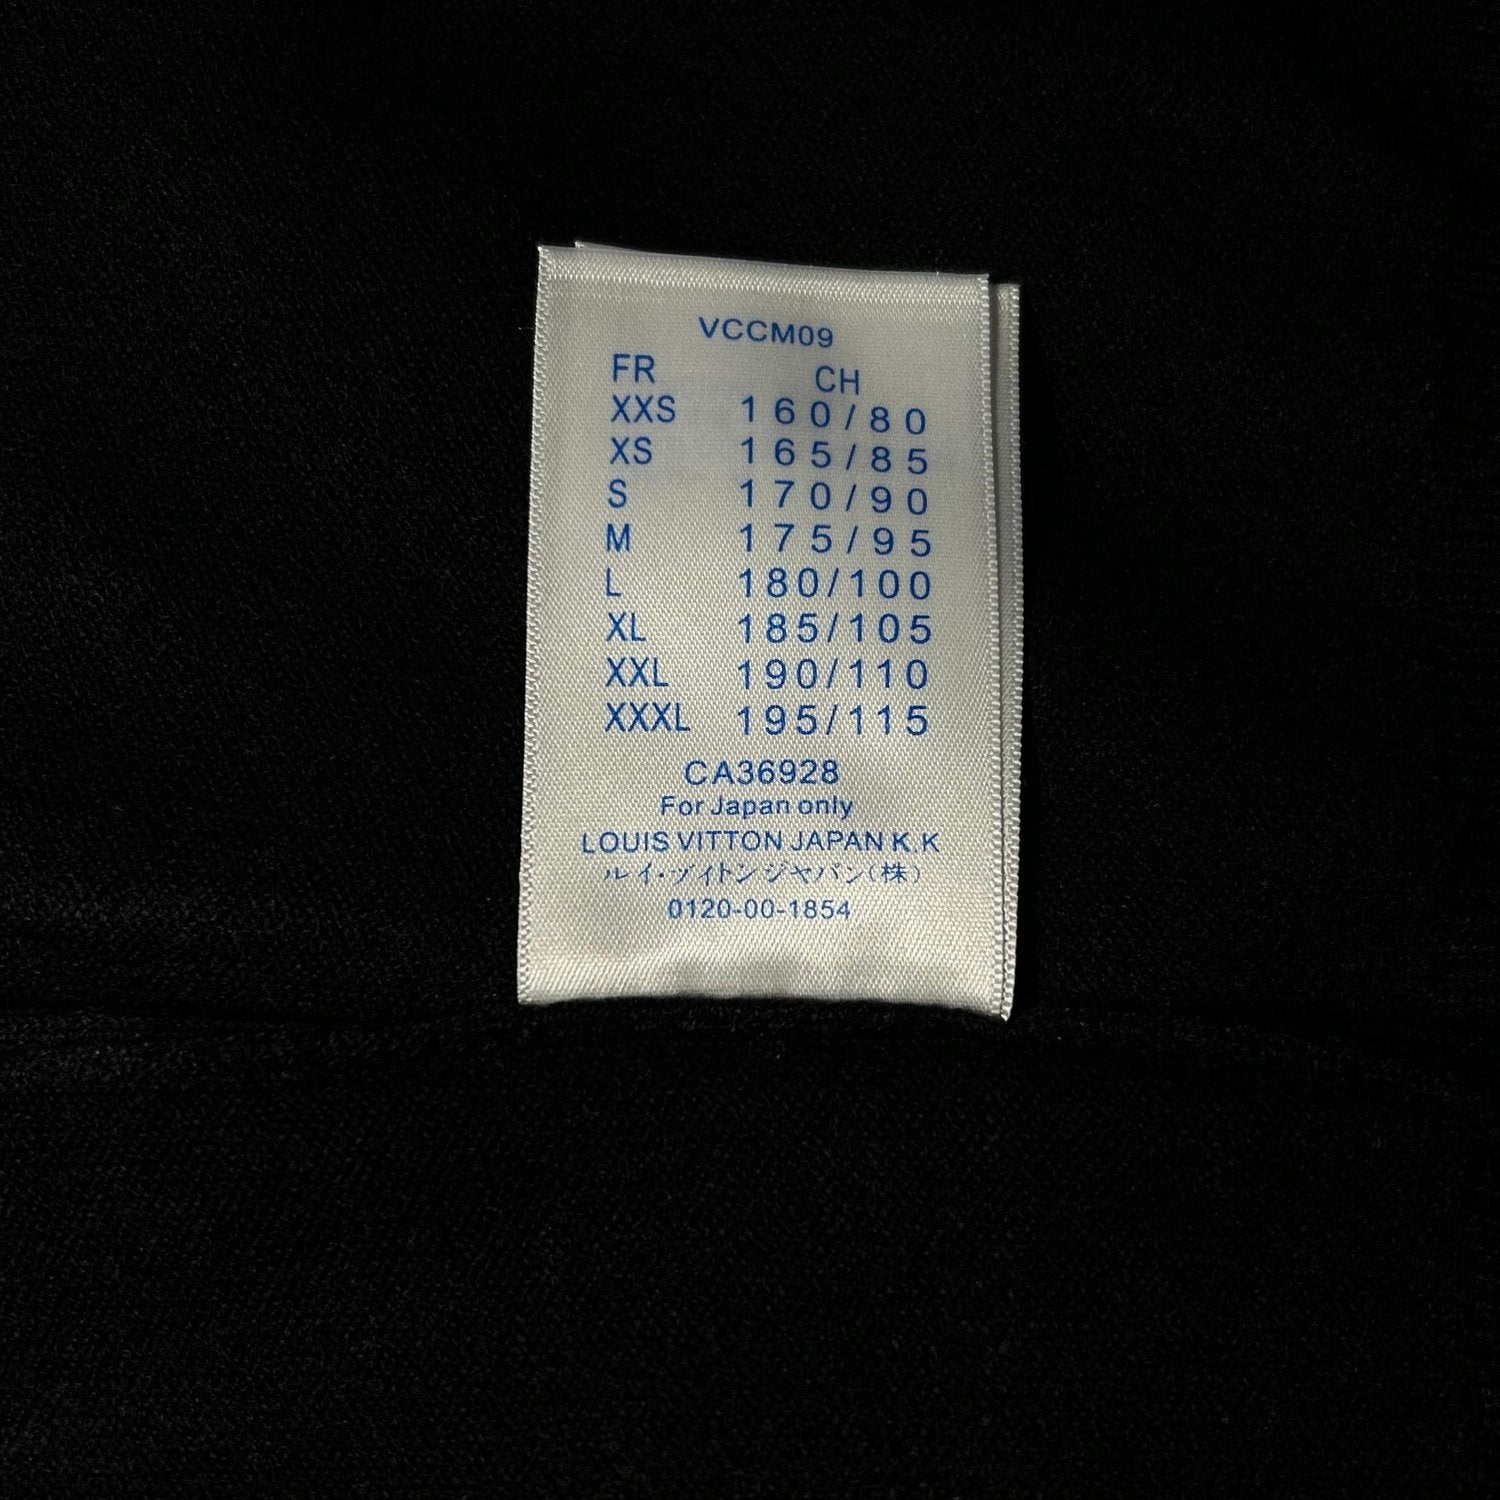 VCCM09
FR CH
XXS 160/80
XS 165/85
S 170/90
M 175/95
L 180/100
XL 185/105
XXL 190/110
XXXL 195/115
CA36928
For Japan only
LOUIS VITTON JAPAN K.K
ルイ・ヴィトンジャパン(株)
0120-00-1854